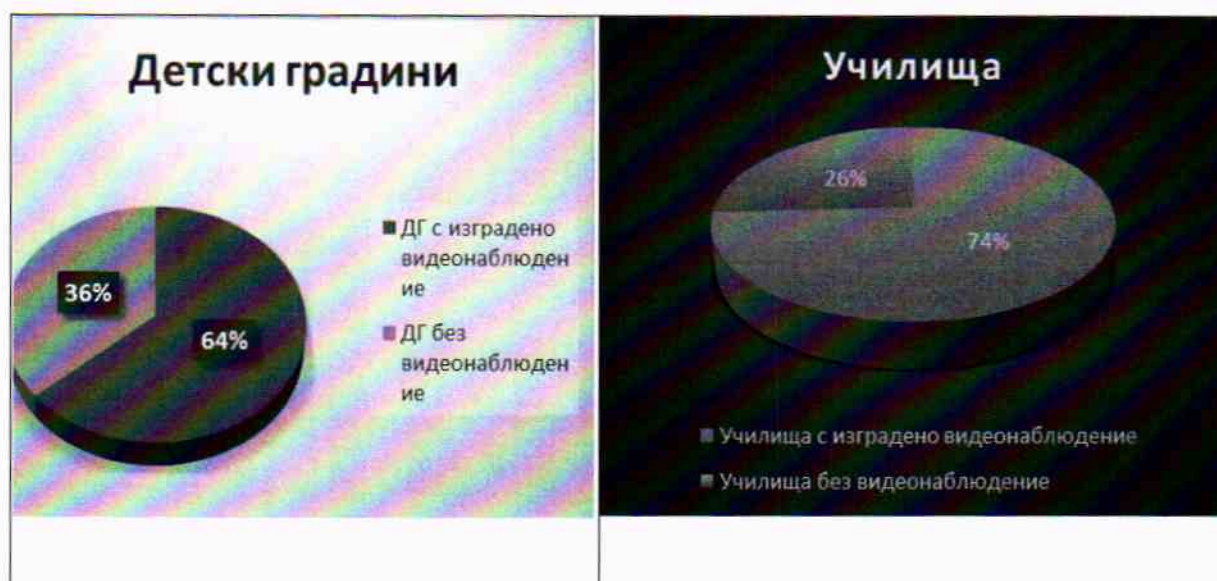 Детски градини
36%
64%
ДГ с изградено
видеонаблюден
ие
ДГ без
видеонаблюден
ие
Училища
26%
74%
Училища с изградено видеонаблюдение
Училища без видеонаблюдение